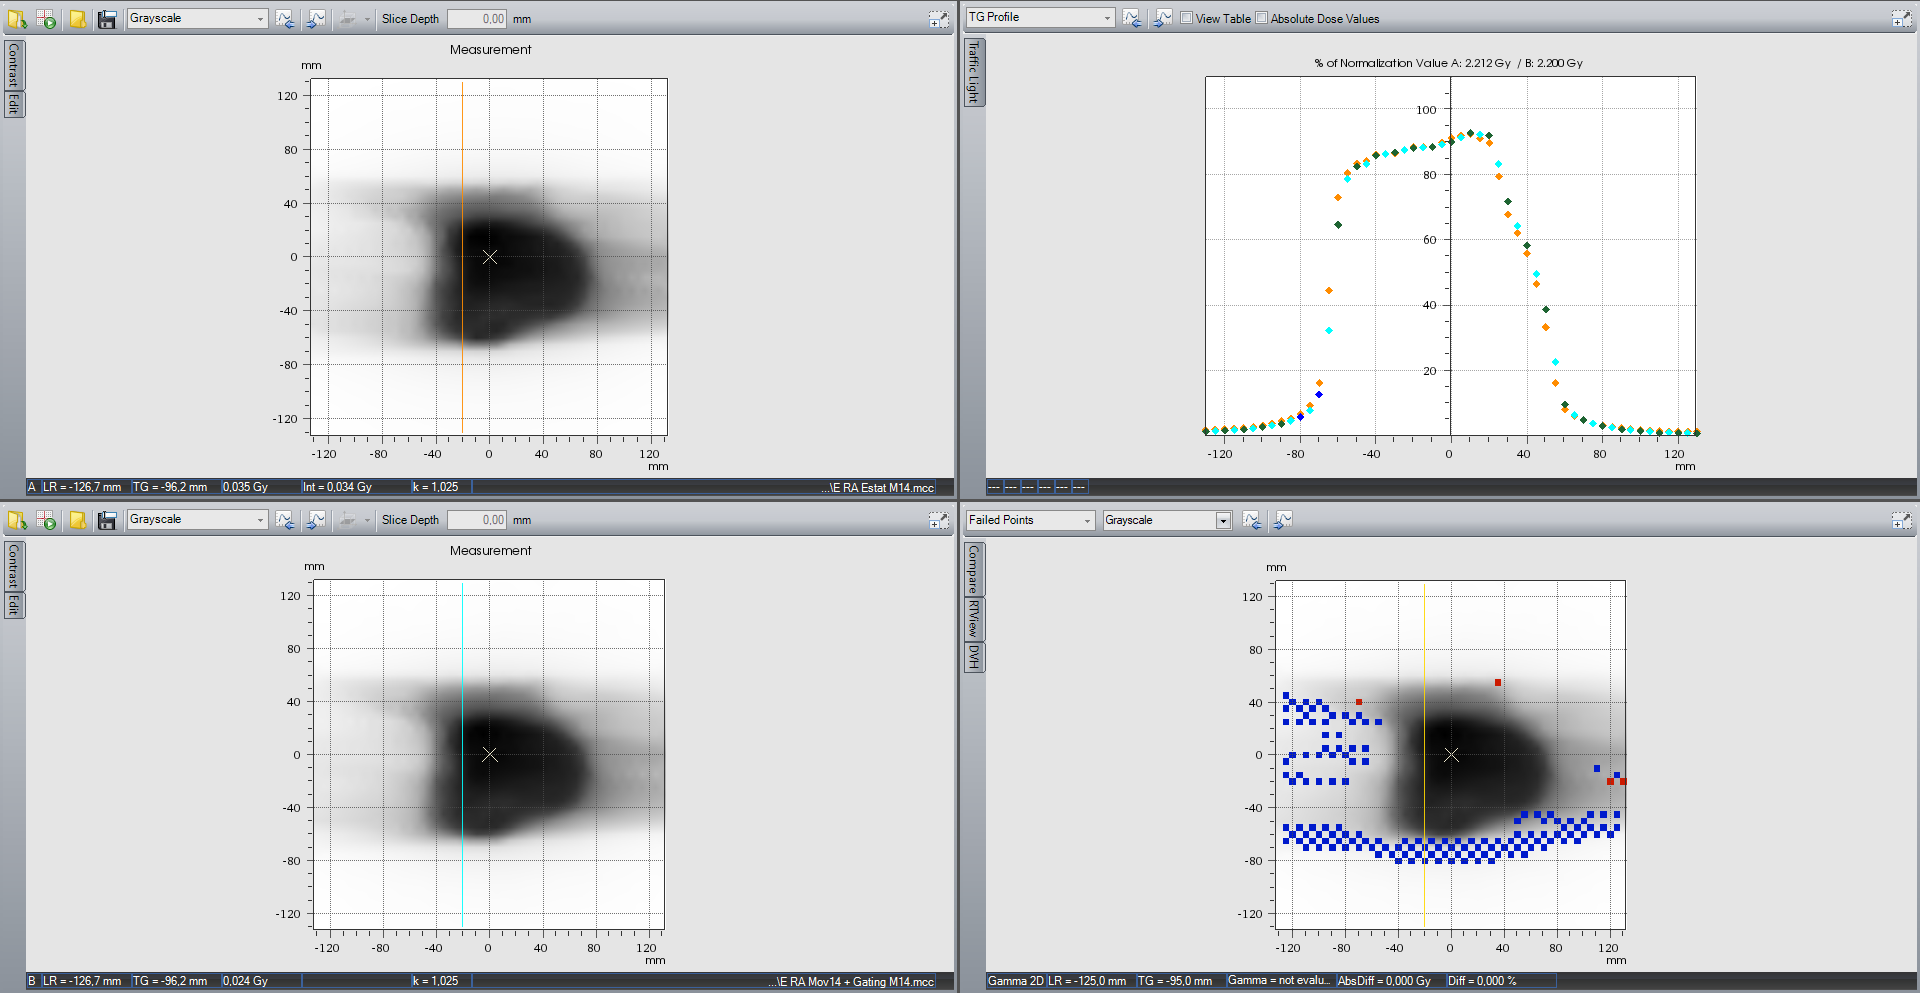 Grayscale
Slice Depth 0,00 mm
Contrast
Edit
Measurement
mm
120
80
40
0
-40
-80
-120
-120 -80 -40 0 40 80 120
mm
A LR = -126,7 mm TG = -96,2 mm 0,035 Gy Int = 0,034 Gy k = 1,025 ...\E RA Estat M14.mcc
TG Profile View Table Absolute Dose Values
Traffic Light
% of Normalization Value A: 2.212 Gy / B: 2.200 Gy
100
80
60
40
20
-120 -80 -40 0 40 80 120
mm
--- --- --- --- --- ---
Grayscale
Slice Depth 0,00 mm
Contrast
Edit
Measurement
mm
120
80
40
0
-40
-80
-120
-120 -80 -40 0 40 80 120
mm
B LR = -126,7 mm TG = -96,2 mm 0,024 Gy k = 1,025 ...\E RA Mov14 + Gating M14.mcc
Failed Points Grayscale
Compare
RTView
DVH
mm
120
80
40
0
-40
-80
-120
-120 -80 -40 0 40 80 120
mm
Gamma 2D LR = -125,0 mm TG = -95,0 mm Gamma = not evalu... AbsDiff = 0,000 Gy Diff = 0,000 %